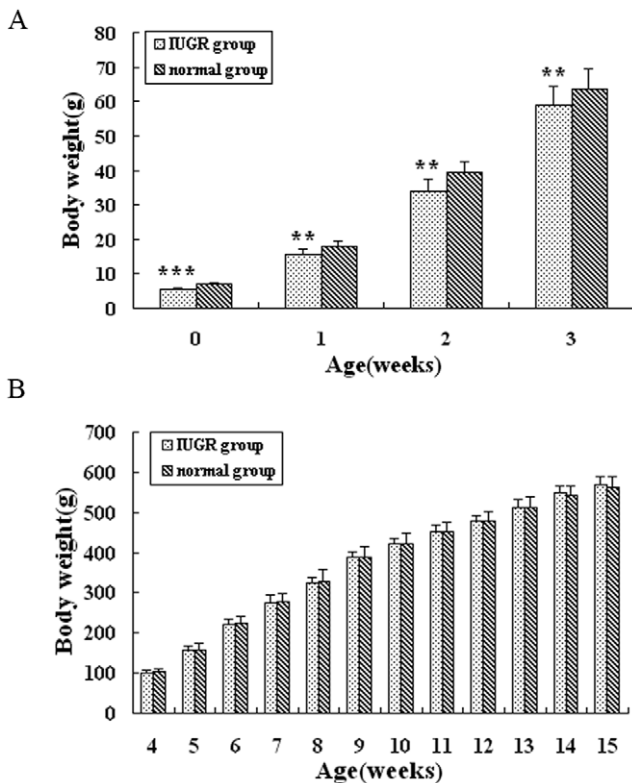 A
80
70
60
50
40
30
20
10
0
Body weight(g)
IUGR group
normal group
***
**
**
**
0 1 2 3
Age(weeks)
B
700
600
500
400
300
200
100
0
Body weight(g)
IUGR group
normal group
4 5 6 7 8 9 10 11 12 13 14 15
Age(weeks)